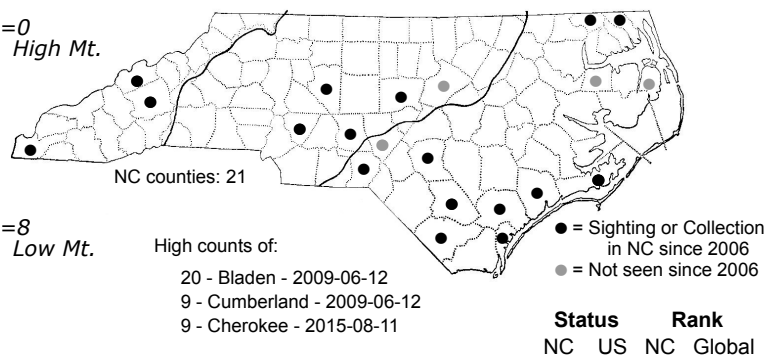 =0
High Mt.
NC counties: 21
=8
Low Mt.
High counts of:
20 - Bladen - 2009-06-12
9 - Cumberland - 2009-06-12
9 - Cherokee - 2015-08-11
= Sighting or Collection
in NC since 2006
= Not seen since 2006
Status Rank
NC US NC Global